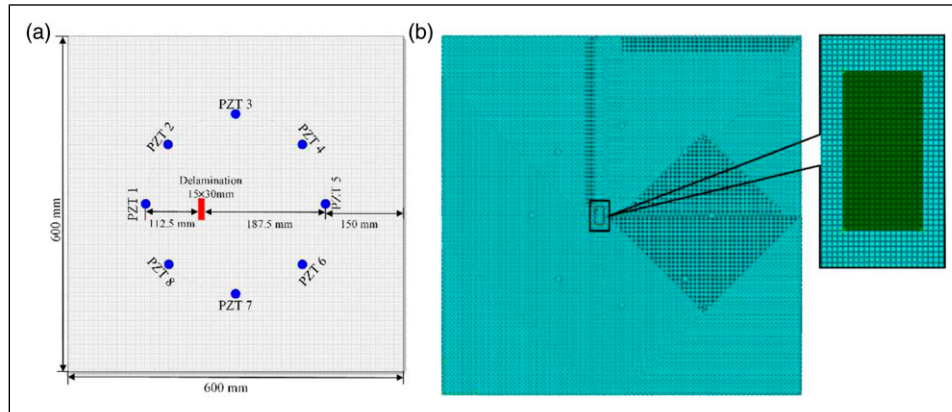 (a)
(b)
PZT 3
PZT 2
PZT 4
Delamination
15×30mm
PZT 1
PZT 5
112.5 mm
187.5 mm
150 mm
600 mm
PZT 8
PZT 6
PZT 7
600 mm